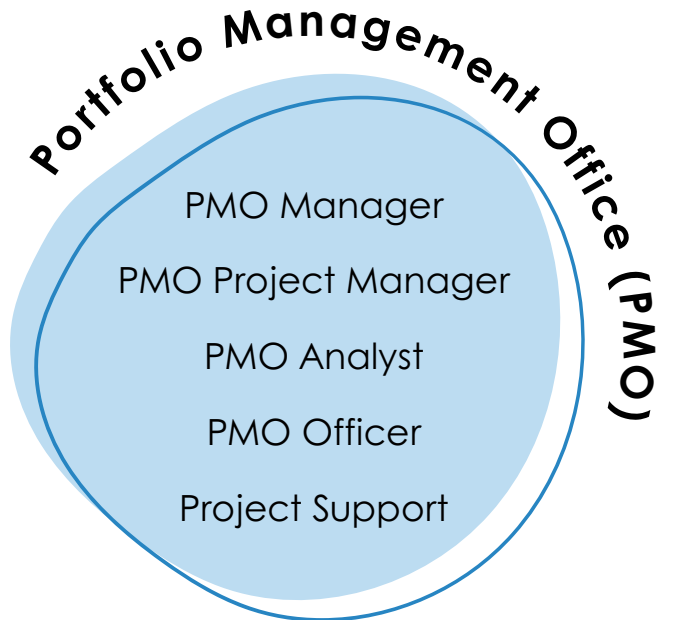 Portfolio Management Office (PMO)
PMO Manager
PMO Project Manager
PMO Analyst
PMO Officer
Project Support